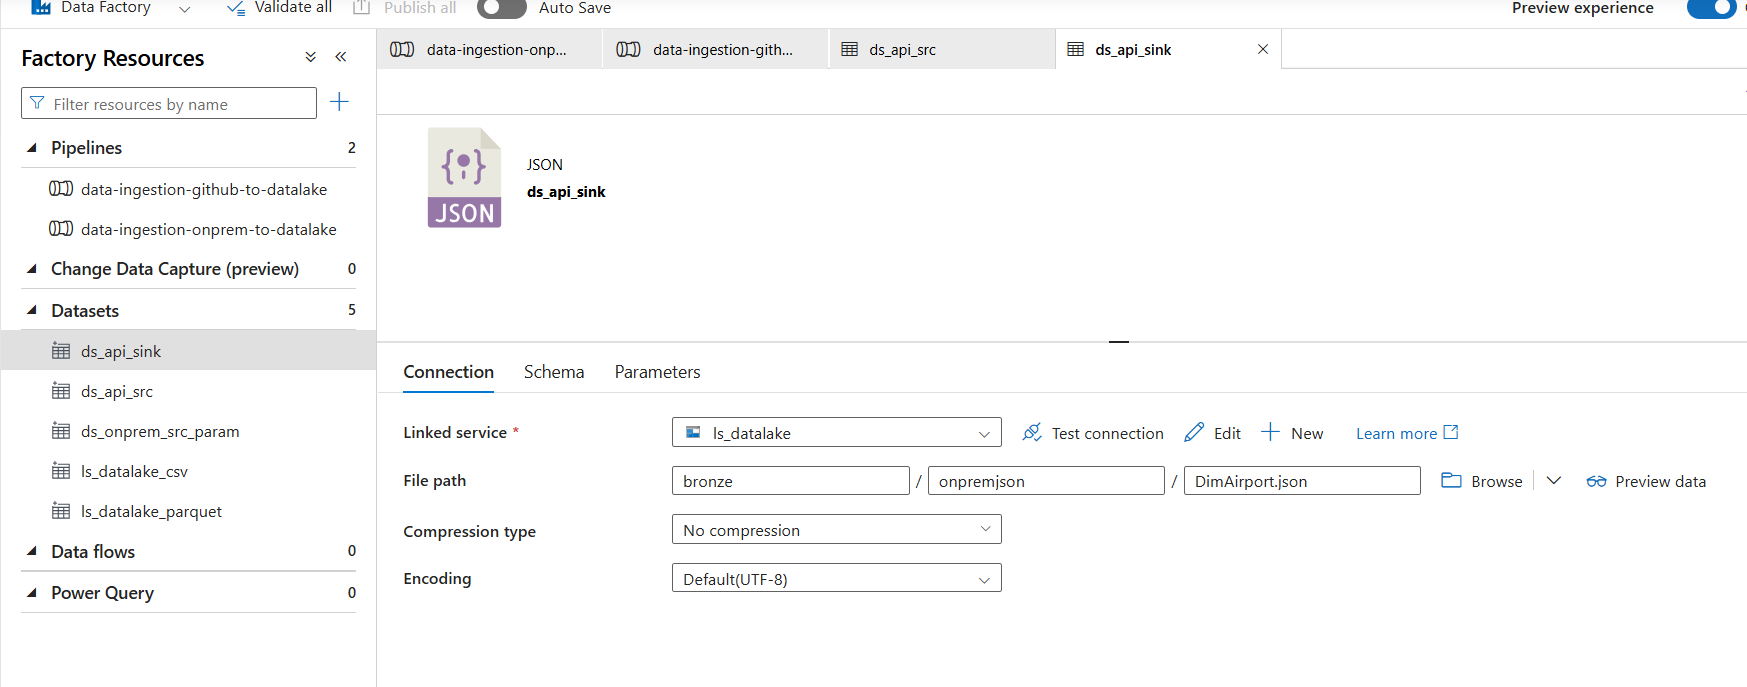 Data Factory
Validate all
Publish all
Auto Save
Preview experience
Factory Resources
Filter resources by name
Pipelines 2
data-ingestion-github-to-datalake
data-ingestion-onprem-to-datalake
Change Data Capture (preview) 0
Datasets 5
ds_api_sink
ds_api_src
ds_onprem_src_param
ls_datalake_csv
ls_datalake_parquet
Data flows 0
Power Query 0
data-ingestion-onp...
data-ingestion-gith...
ds_api_src
ds_api_sink
JSON
JSON
ds_api_sink
Connection
Schema
Parameters
Linked service * ls_datalake Test connection Edit New Learn more
File path bronze / onpremjson / DimAirport.json Browse Preview data
Compression type No compression
Encoding Default(UTF-8)